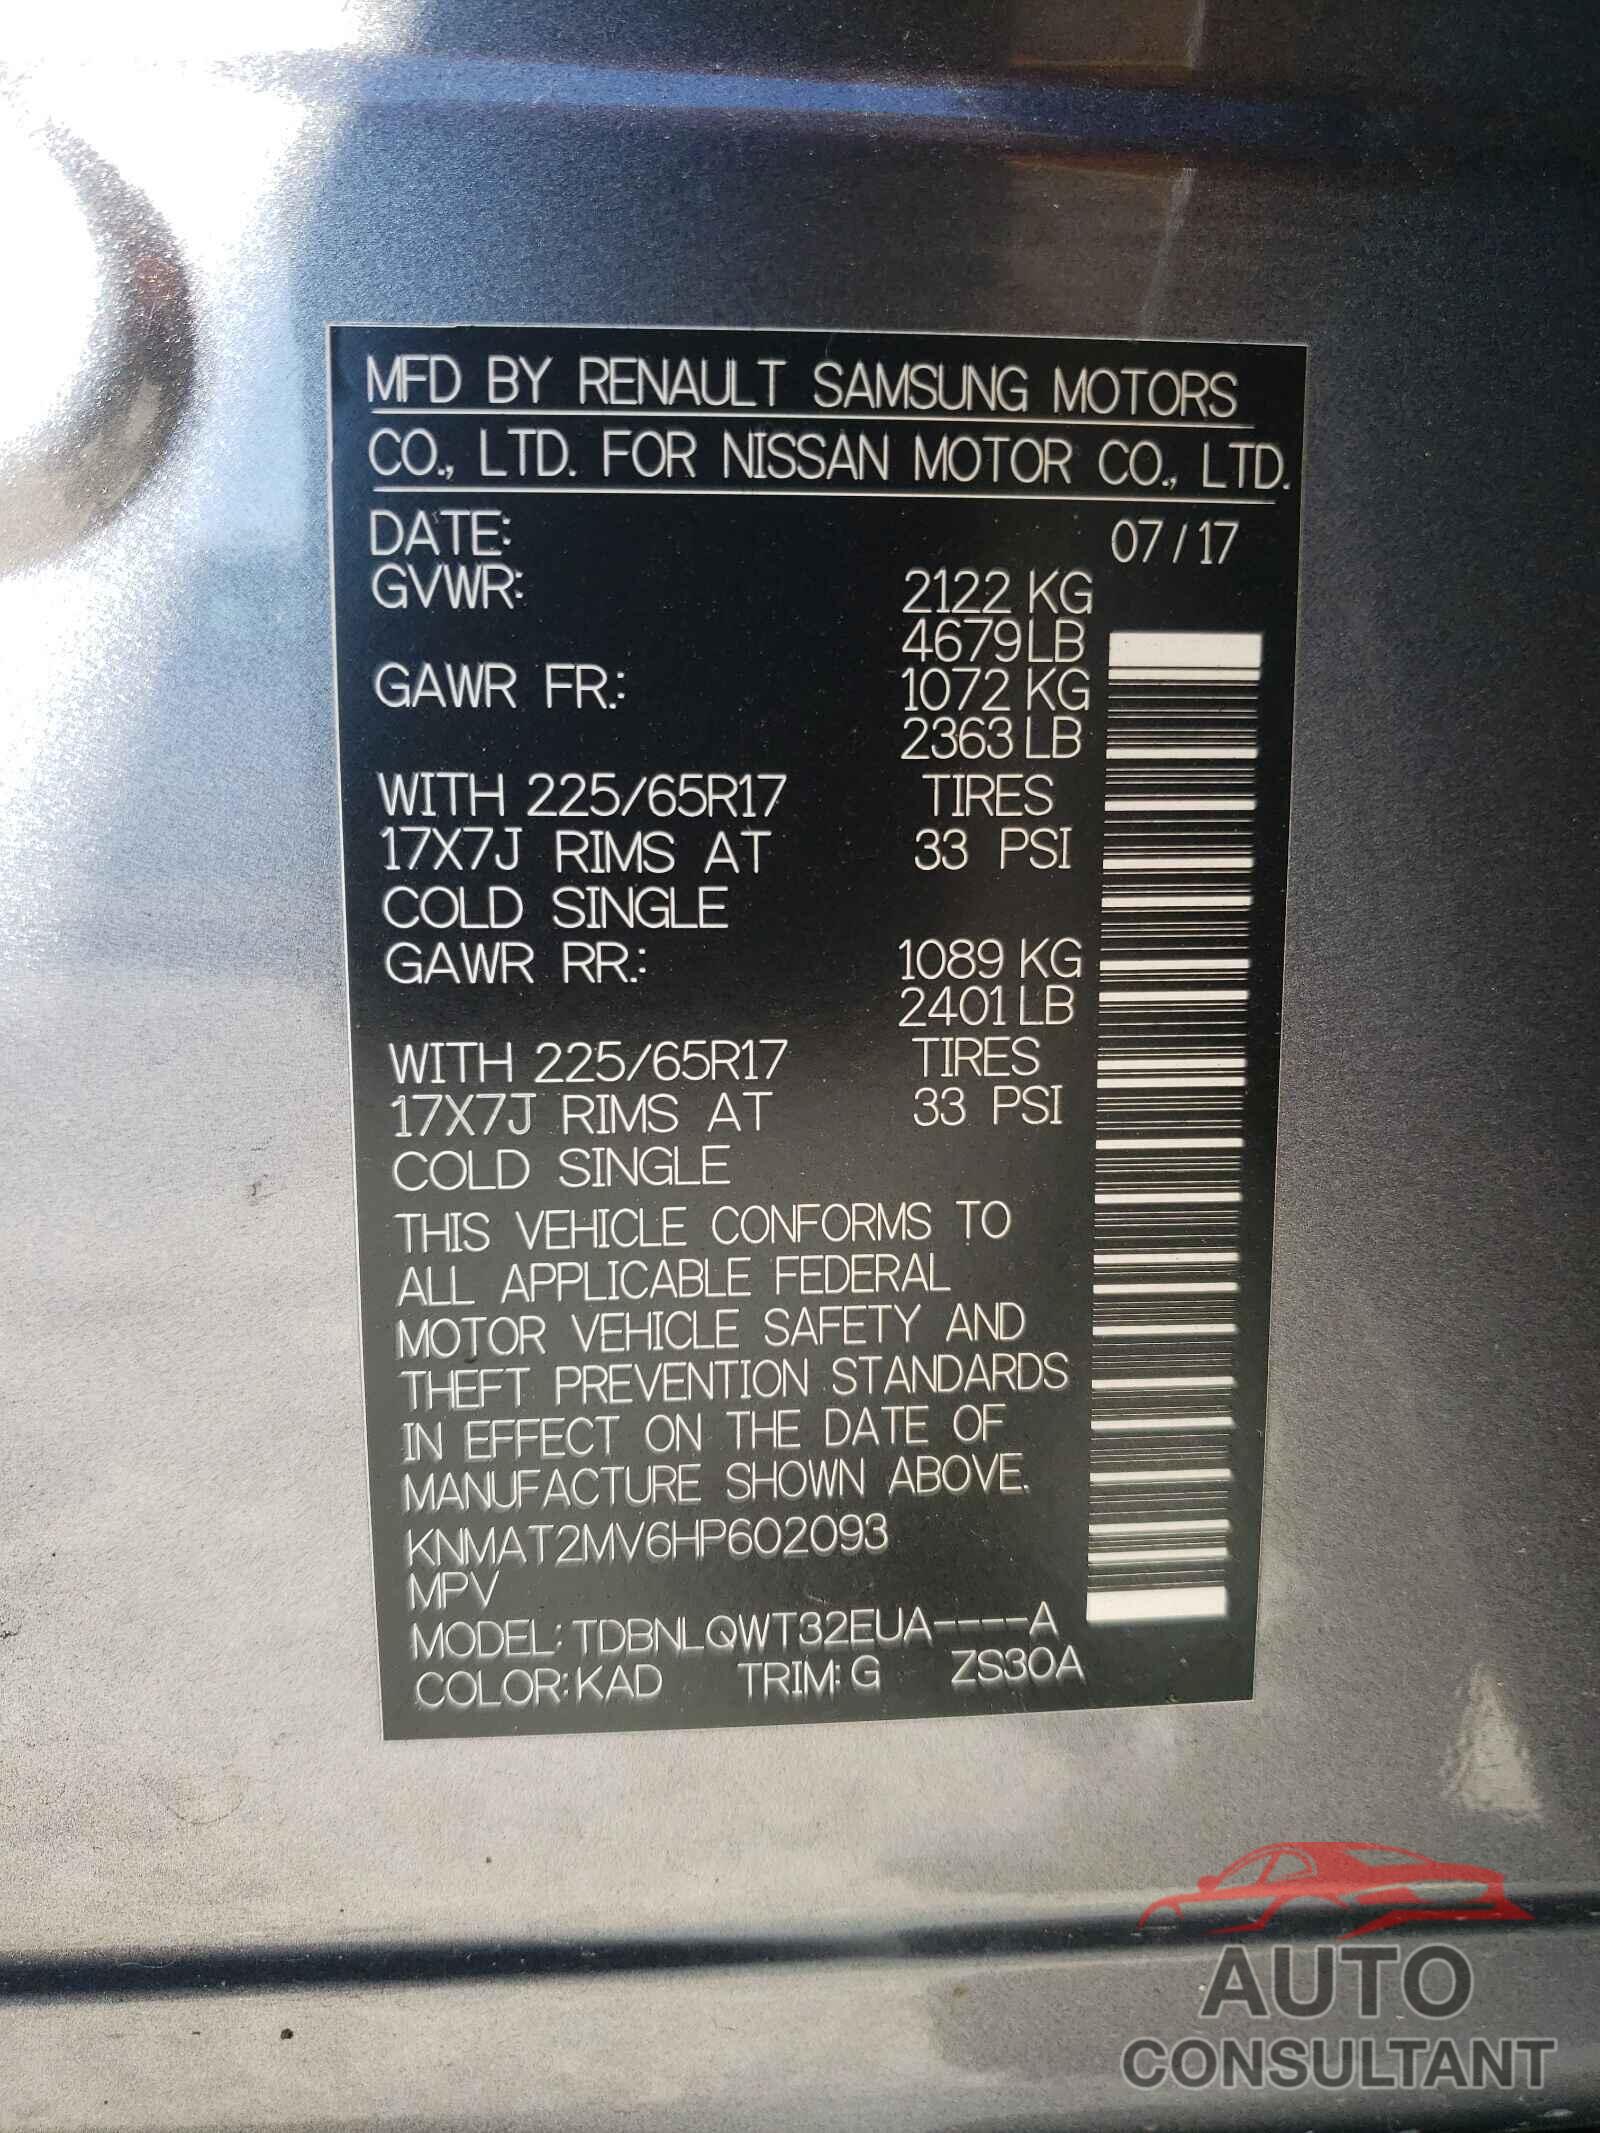 MFD BY RENAULT SAMSUNG MOTORS
CO., LTD. FOR NISSAN MOTOR CO., LTD.
DATE: 07/17
GVWR: 2122 KG
4679 LB
GAWR FR.: 1072 KG
2363 LB
WITH 225/65R17 TIRES
17X7J RIMS AT 33 PSI
COLD SINGLE
GAWR RR.: 1089 KG
2401 LB
WITH 225/65R17 TIRES
17X7J RIMS AT 33 PSI
COLD SINGLE
THIS VEHICLE CONFORMS TO
ALL APPLICABLE FEDERAL
MOTOR VEHICLE SAFETY AND
THEFT PREVENTION STANDARDS
IN EFFECT ON THE DATE OF
MANUFACTURE SHOWN ABOVE.
KNMAT2MV6HP602093
MPV
MODEL: TDBNLQWT32EUA----A
COLOR: KAD TRIM: G ZS30A
AUTO
CONSULTANT